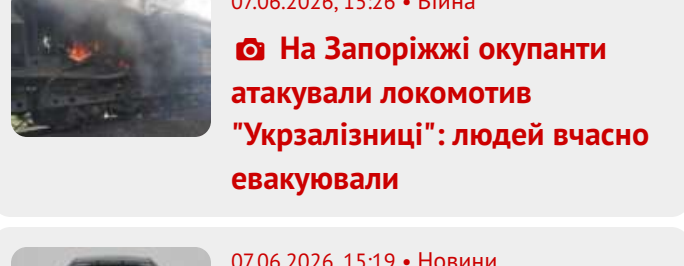 07.06.2026, 15:26 • Війна
На Запоріжжі окупанти
атакували локомотив
"Укрзалізниці": людей вчасно
евакуювали
07.06.2026, 15:19 • Новини